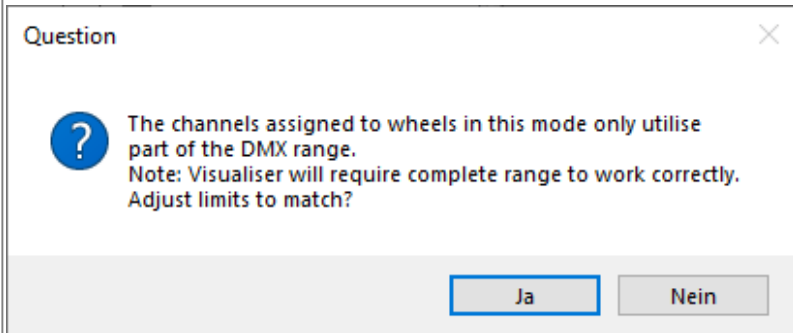 Question
The channels assigned to wheels in this mode only utilise
part of the DMX range.
Note: Visualiser will require complete range to work correctly.
Adjust limits to match?
Ja
Nein